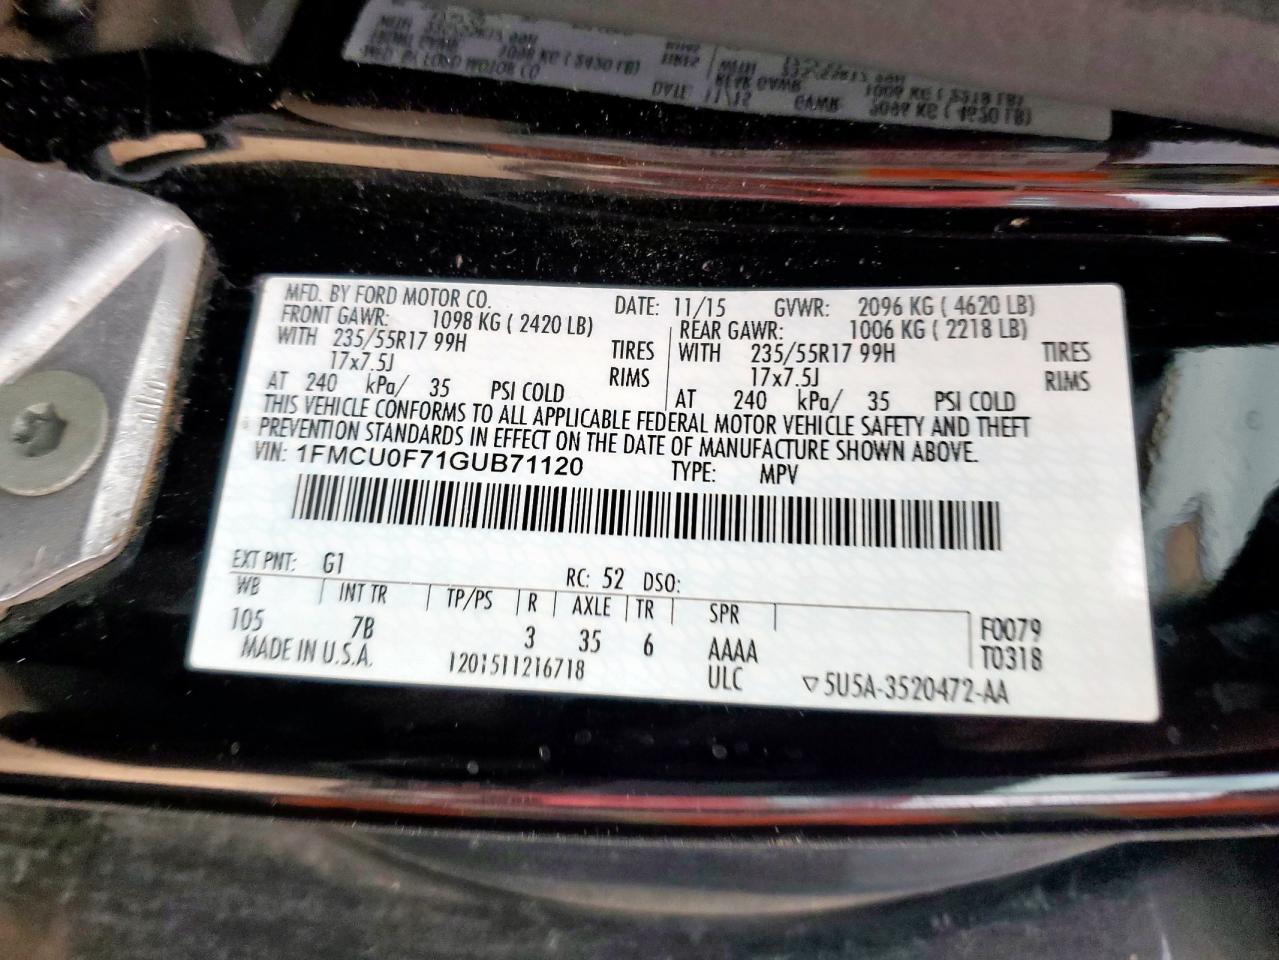 MFD. BY FORD MOTOR CO. DATE: 11/15 GVWR: 2096 KG ( 4620 LB)
FRONT GAWR: 1098 KG ( 2420 LB) REAR GAWR: 1006 KG ( 2218 LB)
WITH 235/55R17 99H TIRES WITH 235/55R17 99H TIRES
17x7.5J RIMS 17x7.5J RIMS
AT 240 kPa/ 35 PSI COLD AT 240 kPa/ 35 PSI COLD
THIS VEHICLE CONFORMS TO ALL APPLICABLE FEDERAL MOTOR VEHICLE SAFETY AND THEFT
PREVENTION STANDARDS IN EFFECT ON THE DATE OF MANUFACTURE SHOWN ABOVE.
VIN: 1FMCU0F71GUB71120 TYPE: MPV
EXT PNT: G1 RC: 52 DSO:
WB INT TR TP/PS R AXLE TR SPR
105 7B 3 35 6 AAAA F0079
MADE IN U.S.A. 1201511216718 ULC T0318
▽5U5A-3520472-AA